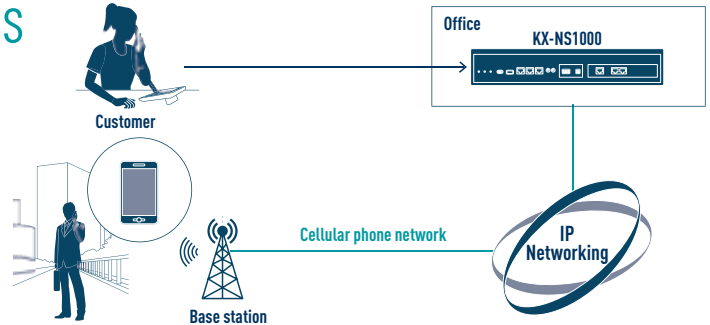 S
Office
KX-NS1000
Customer
Cellular phone network
IP
Networking
Base station